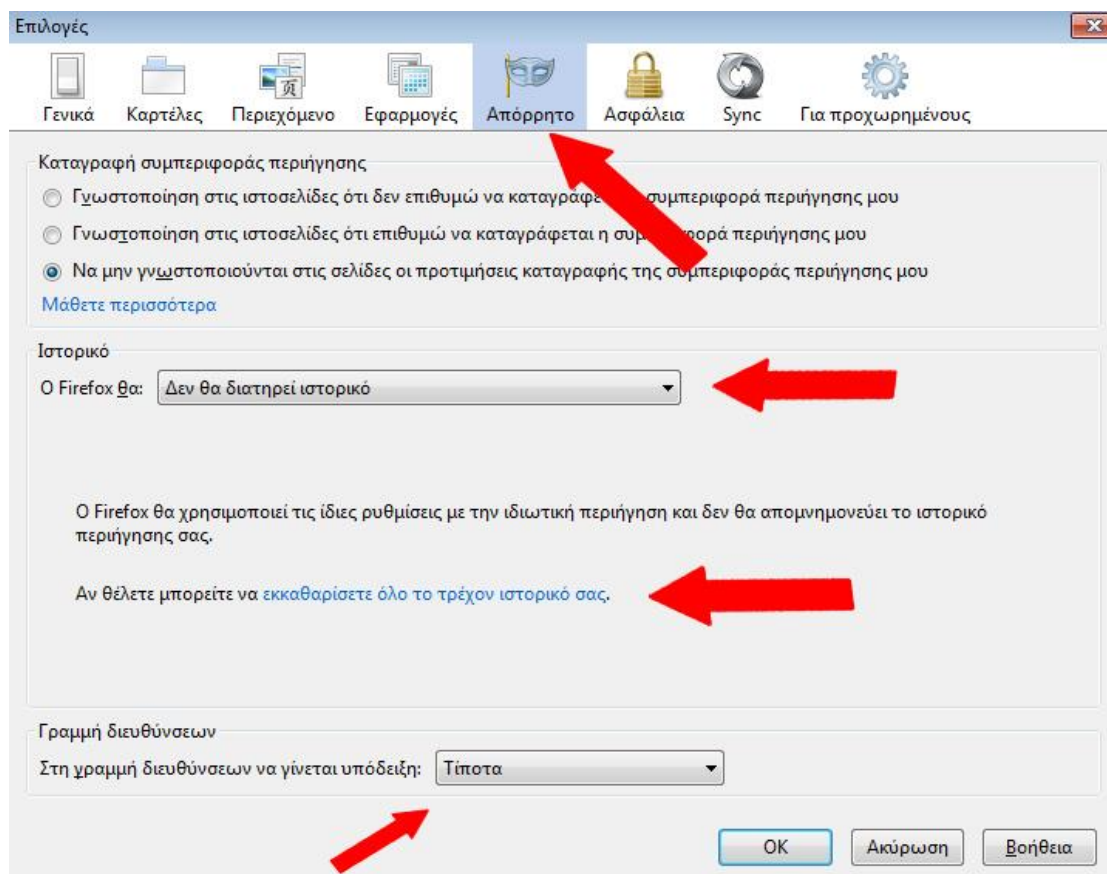 Επιλογές
Γενικά Καρτέλες Περιεχόμενο Εφαρμογές Απόρρητο Ασφάλεια Sync Για προχωρημένους
Καταγραφή συμπεριφοράς περιήγησης
Γνωστοποίηση στις ιστοσελίδες ότι δεν επιθυμώ να συμπεριφορά περιήγησης μου
Γνωστοποίηση στις ιστοσελίδες ότι επιθυμώ να καταγράφεται η περιήγησης μου
Να μην γνωστοποιούνται στις σελίδες οι προτιμήσεις καταγραφής της συμπεριφοράς περιήγησης μου
Μάθετε περισσότερα
Ιστορικό
Ο Firefox θα: Δεν θα διατηρεί ιστορικό
Ο Firefox θα χρησιμοποιεί τις ίδιες ρυθμίσεις με την ιδιωτική περιήγηση και δεν θα απομνημονεύει το ιστορικό
περιήγησης σας.
Αν θέλετε μπορείτε να εκκαθαρίσετε όλο το τρέχον ιστορικό σας.
Γραμμή διευθύνσεων
Στη γραμμή διευθύνσεων να γίνεται υπόδειξη: Τίποτα
OK Ακύρωση Βοήθεια